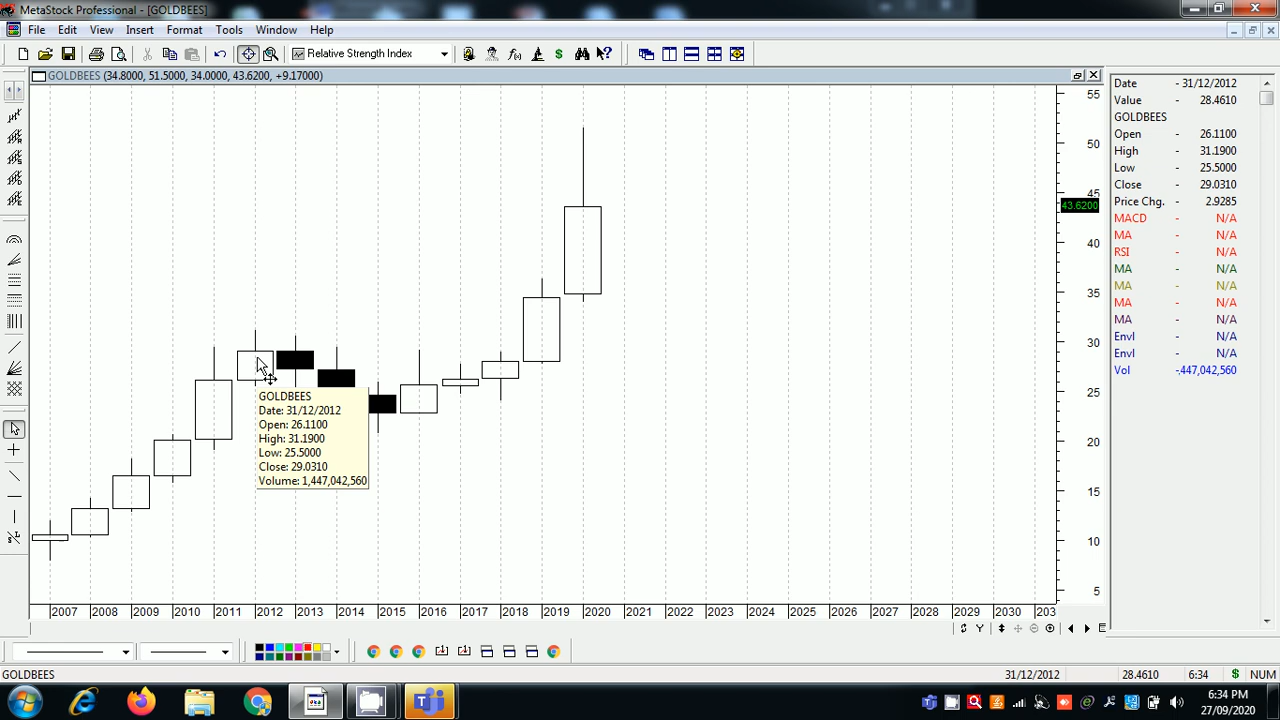 MetaStock Professional - [GOLDBEES]
File Edit View Insert Format Tools Window Help
Relative Strength Index
GOLDBEES (34.8000, 51.5000, 34.0000, 43.6200, +9.17000)
55
50
45
43.6200
40
35
30
25
20
15
10
5
GOLDBEES
Date: 31/12/2012
Open: 26.1100
High: 31.1900
Low: 25.5000
Close: 29.0310
Volume: 1,447,042,560
2007 2008 2009 2010 2011 2012 2013 2014 2015 2016 2017 2018 2019 2020 2021 2022 2023 2024 2025 2026 2027 2028 2029 2030 203
Date - 31/12/2012
Value - 28.4610
GOLDBEES
Open - 26.1100
High - 31.1900
Low - 25.5000
Close - 29.0310
Price Chg. - 2.9285
MACD - N/A
MA - N/A
RSI - N/A
MA - N/A
MA - N/A
MA - N/A
MA - N/A
Envl - N/A
Envl - N/A
Vol -,447,042,560
GOLDBEES 31/12/2012 28.4610 6:34 $ NUM
6:34 PM
27/09/2020